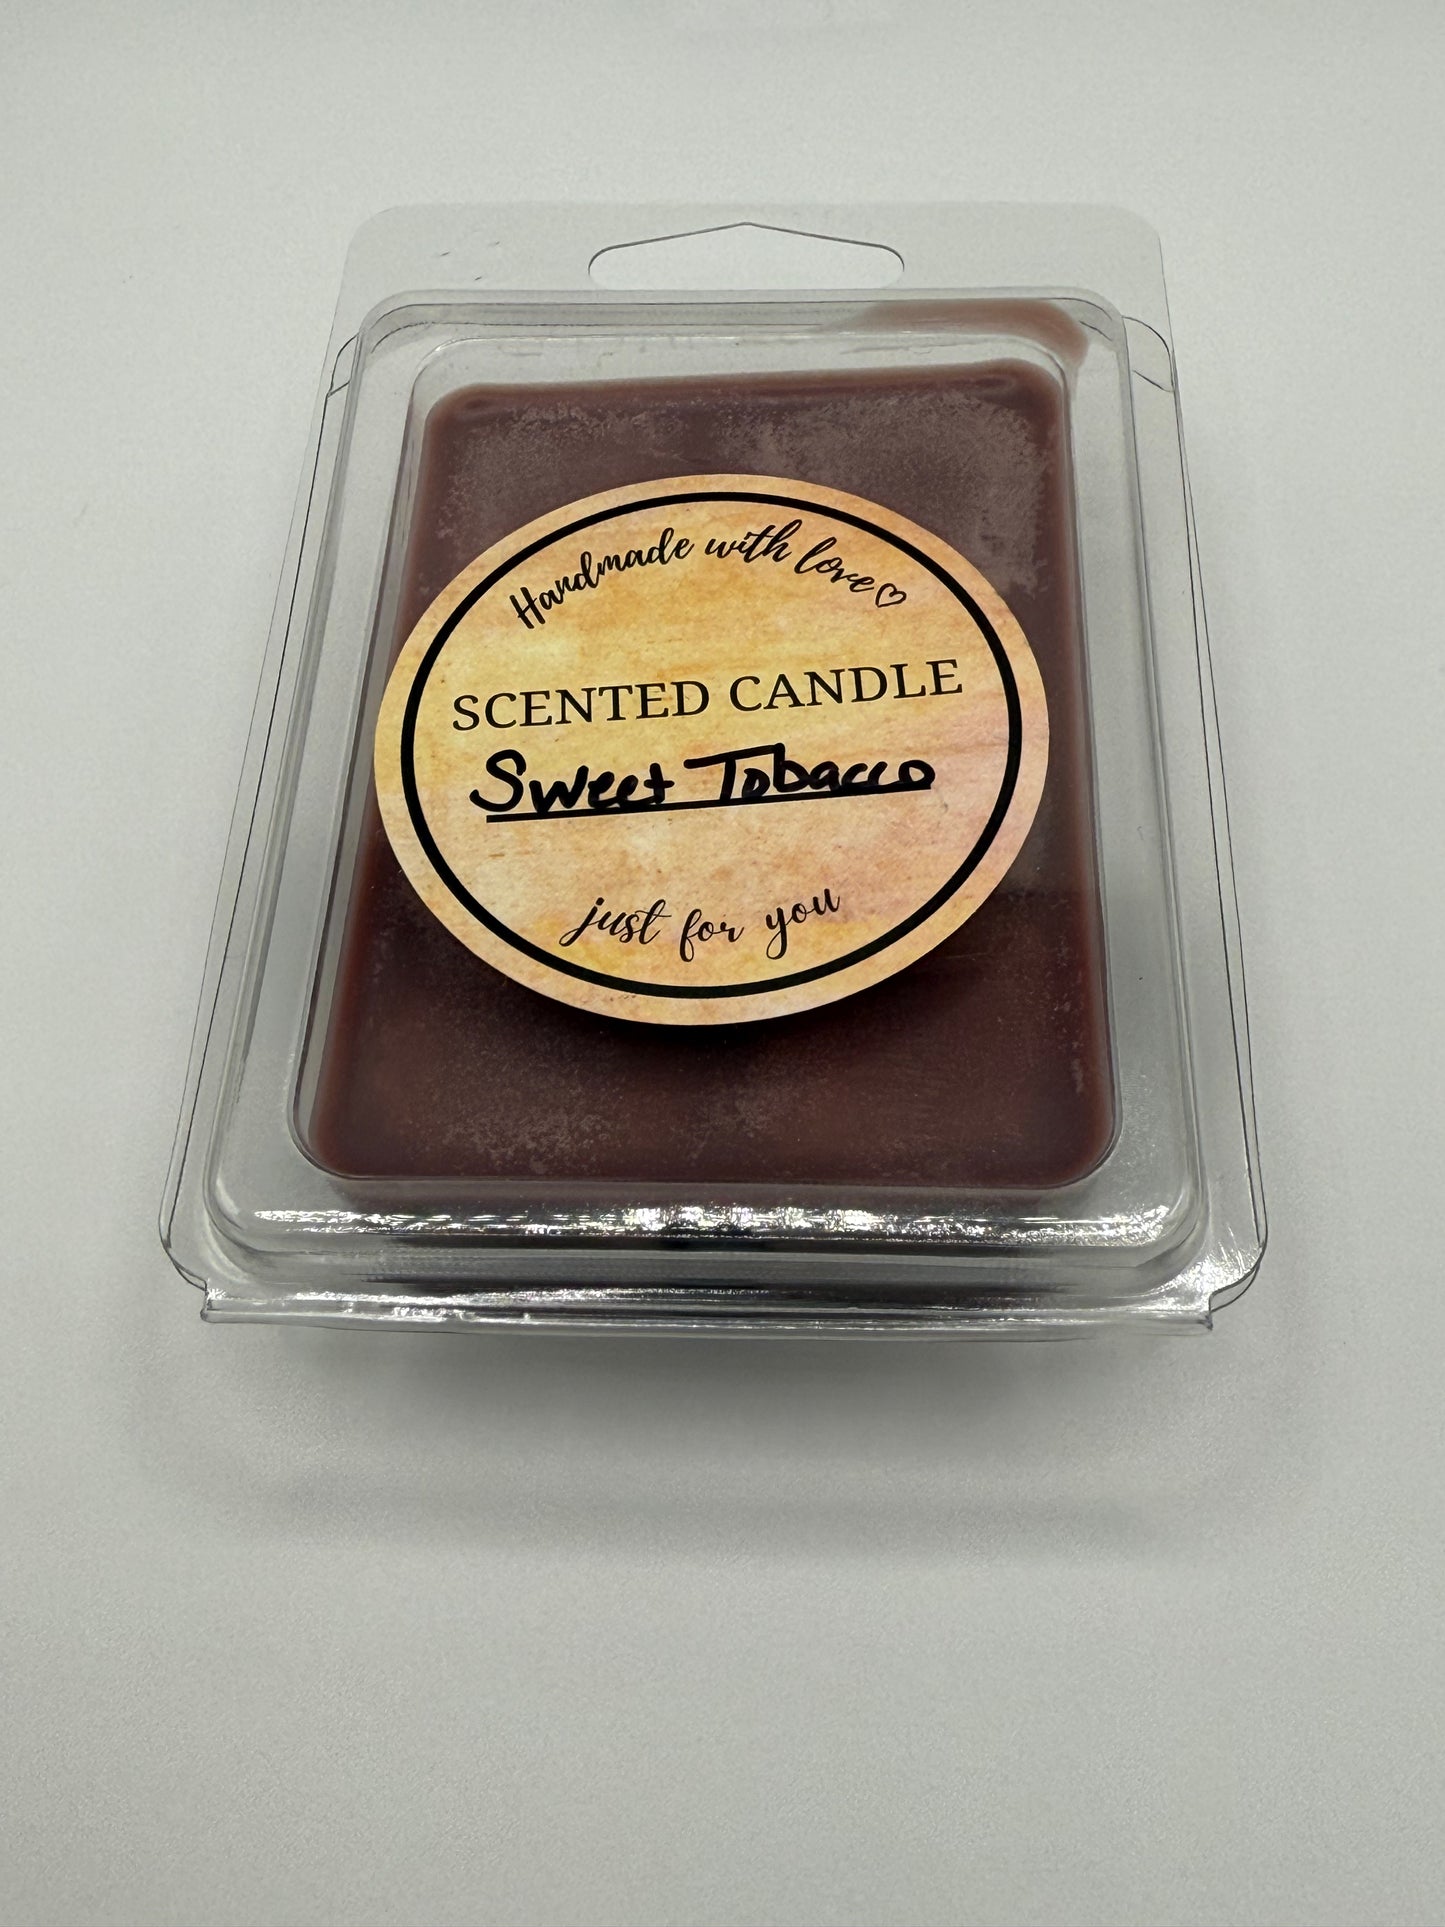 Handmade with love♡
SCENTED CANDLE
Sweet Tobacco
just for you